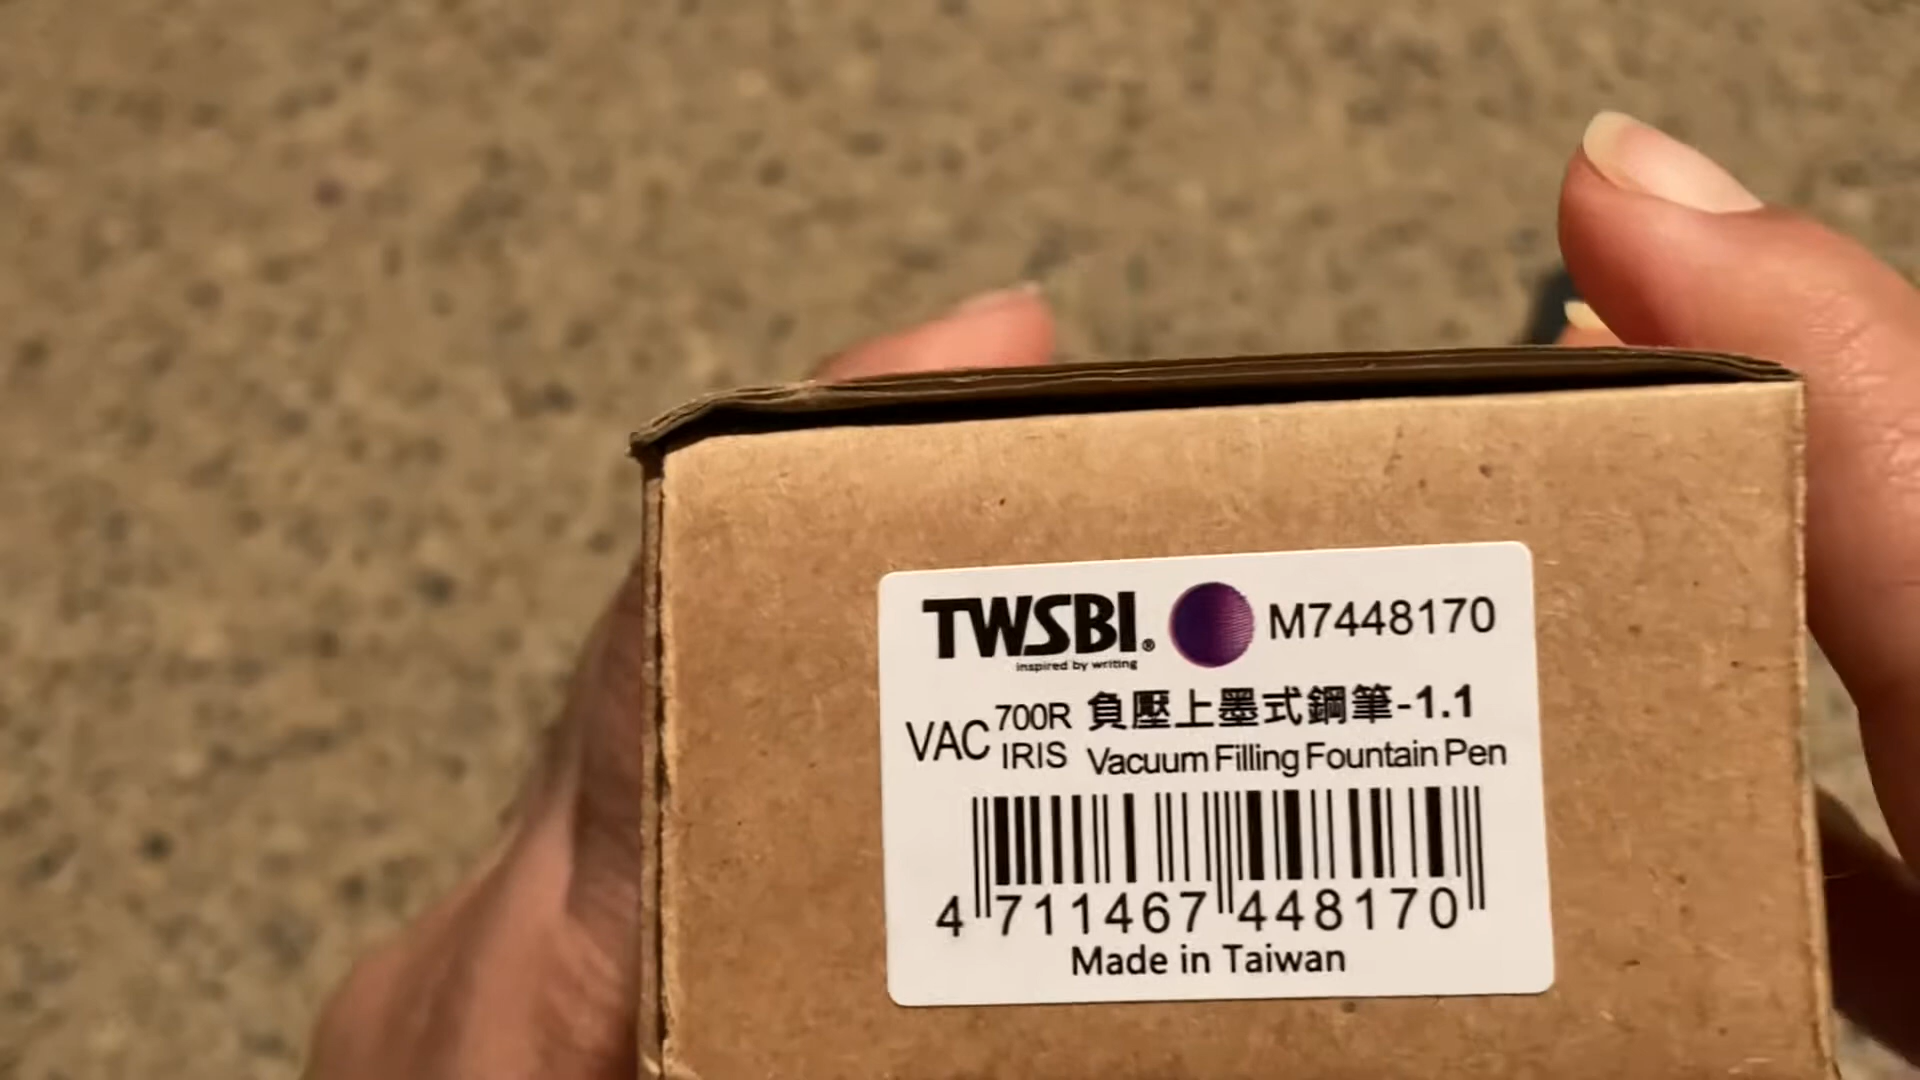 TWSBI® M7448170
inspired by writing
VAC 700R IRIS 負壓上墨式鋼筆-1.1
Vacuum Filling Fountain Pen
4 711467 448170
Made in Taiwan